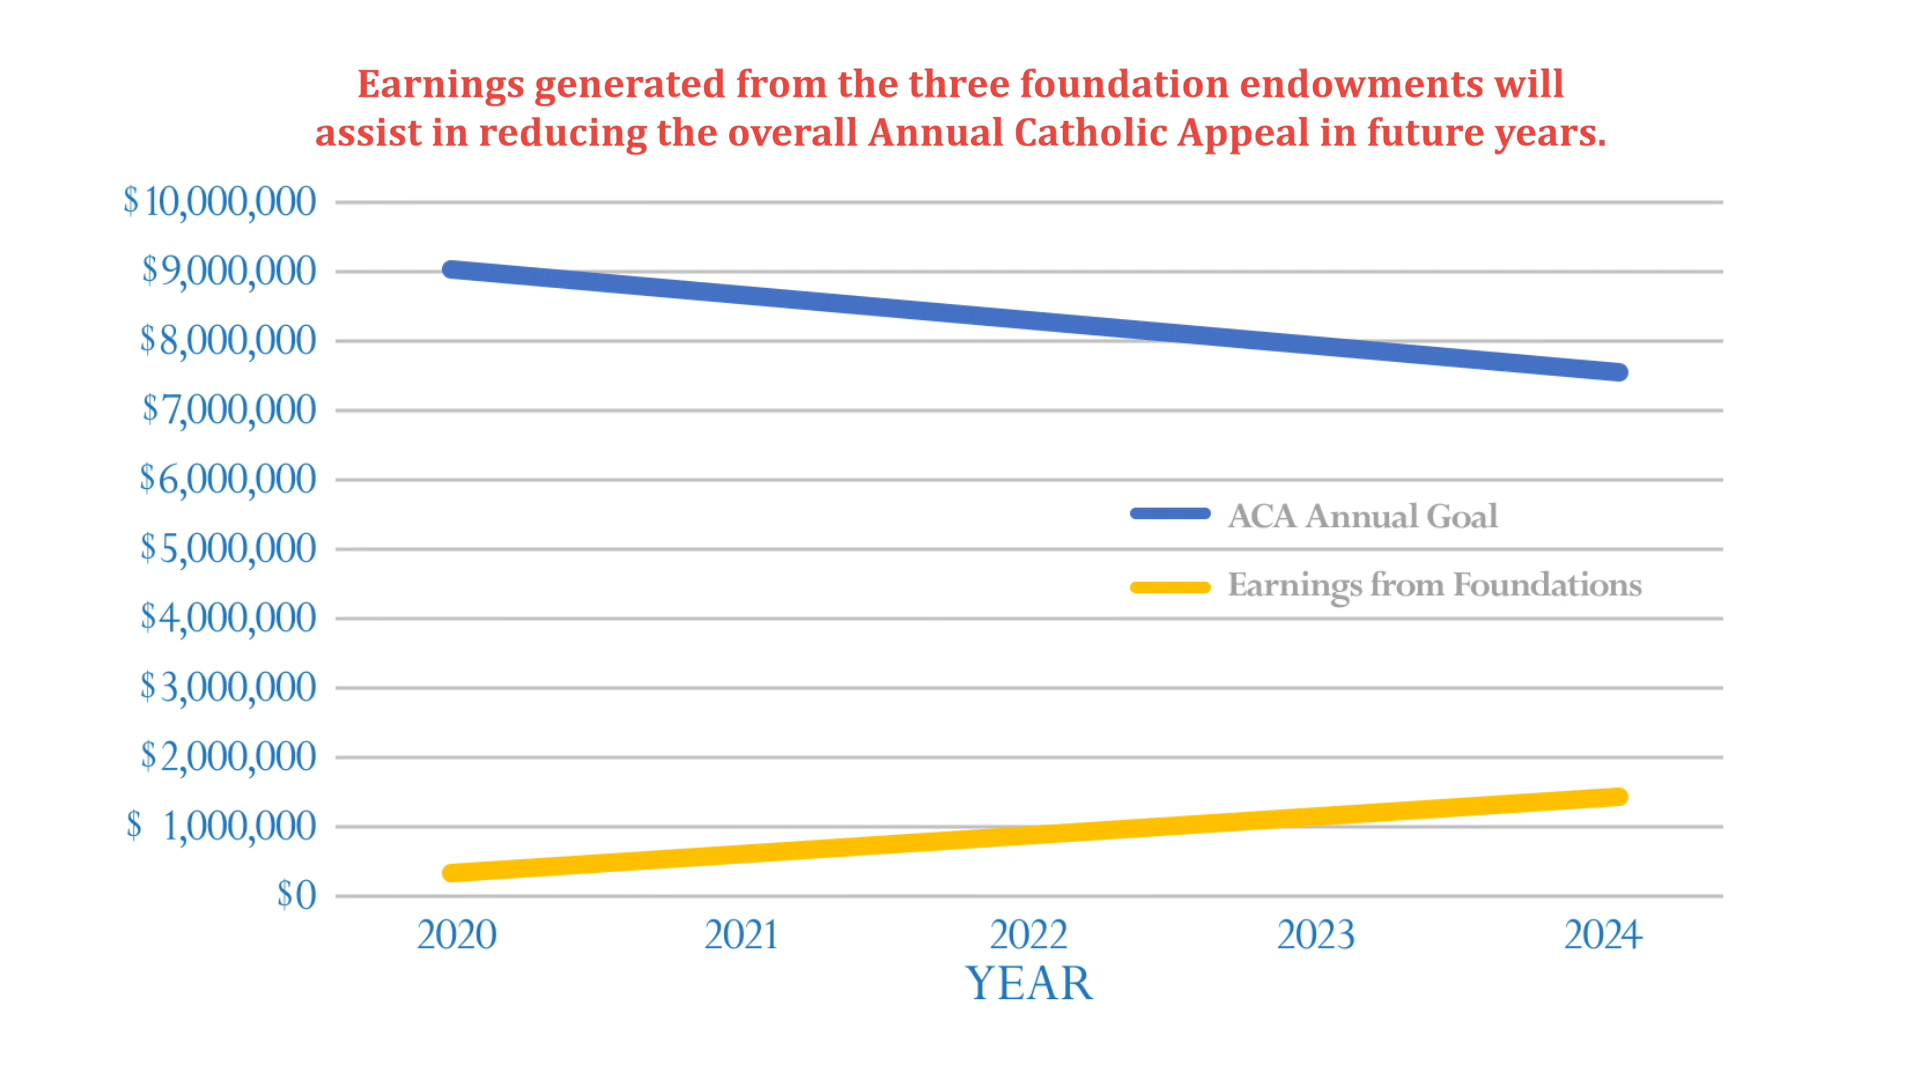 Earnings generated from the three foundation endowments will
assist in reducing the overall Annual Catholic Appeal in future years.
$10,000,000
$9,000,000
$8,000,000
$7,000,000
$6,000,000
$5,000,000
$4,000,000
$3,000,000
$2,000,000
$ 1,000,000
$0
ACA Annual Goal
Earnings from Foundations
2020 2021 2022 2023 2024
YEAR